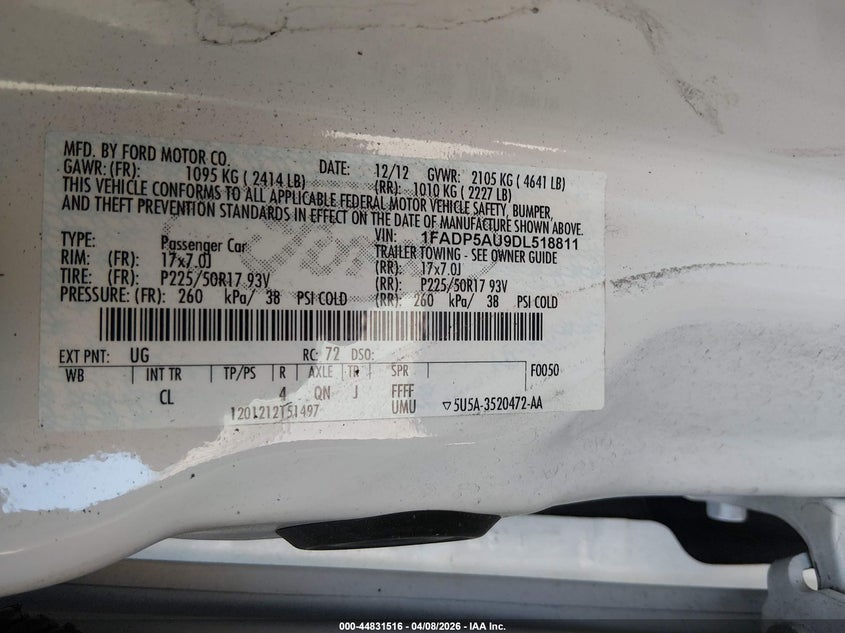 MFD. BY FORD MOTOR CO.
DATE: 12/12 GVWR: 2105 KG ( 4641 LB)
GAWR: (FR): 1095 KG ( 2414 LB) (RR): 1010 KG ( 2227 LB)
THIS VEHICLE CONFORMS TO ALL APPLICABLE FEDERAL MOTOR VEHICLE SAFETY, BUMPER,
AND THEFT PREVENTION STANDARDS IN EFFECT ON THE DATE OF MANUFACTURE SHOWN ABOVE.
VIN: 1FADP5AU9DL518811
TYPE: Passenger Car TRAILER TOWING - SEE OWNER GUIDE
RIM: (FR): 17x7.0J (RR): 17x7.0J
TIRE: (FR): P225/50R17 93V (RR): P225/50R17 93V
PRESSURE: (FR): 260 kPa/ 38 PSI COLD (RR): 260 kPa/ 38 PSI COLD
EXT PNT: UG RC: 72 DSO:
WB INT TR TP/PS R AXLE TR SPR F0050
CL 4 QN J FFFF
1201212151497 UMU ▽5U5A-3520472-AA
000-44831516 - 04/08/2026 - IAA Inc.